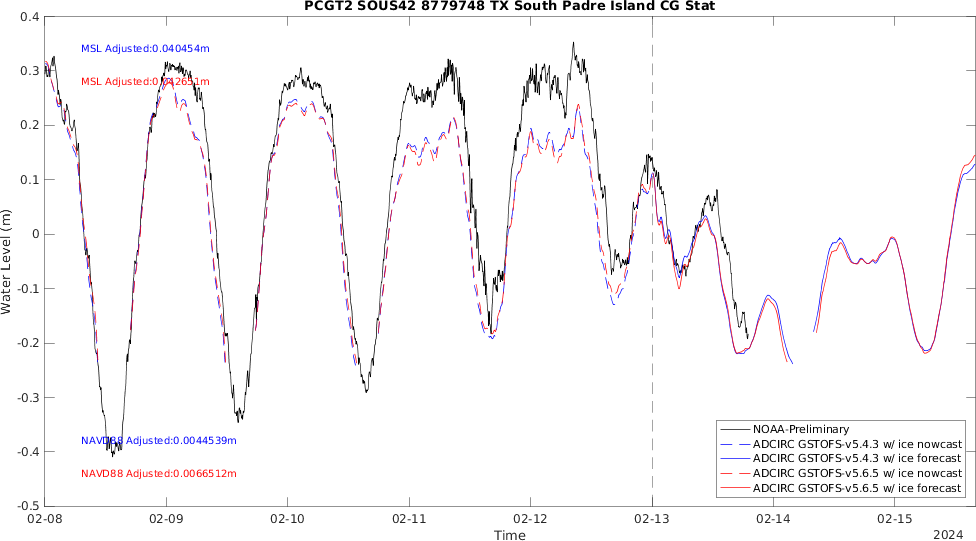 PCGT2 SOUS42 8779748 TX South Padre Island CG Stat
0.4
0.3
0.2
0.1
0
-0.1
-0.2
-0.3
-0.4
-0.5
Water Level (m)
MSL Adjusted:0.040454m
MSL Adjusted:0.042651m
NAVD88 Adjusted:0.0044539m
NAVD88 Adjusted:0.0066512m
NOAA-Preliminary
ADCIRC GSTOFS-v5.4.3 w/ ice nowcast
ADCIRC GSTOFS-v5.4.3 w/ ice forecast
ADCIRC GSTOFS-v5.6.5 w/ ice nowcast
ADCIRC GSTOFS-v5.6.5 w/ ice forecast
02-08 02-09 02-10 02-11 02-12 02-13 02-14 02-15
Time
2024